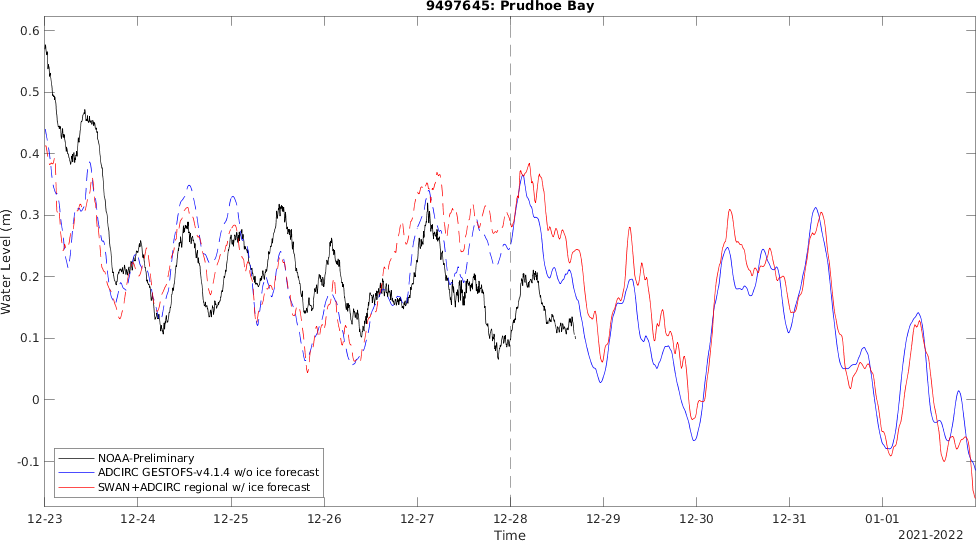 9497645: Prudhoe Bay
0.6
0.5
0.4
0.3
0.2
0.1
0
-0.1
Water Level (m)
NOAA-Preliminary
ADCIRC GESTOFS-v4.1.4 w/o ice forecast
SWAN+ADCIRC regional w/ ice forecast
12-23 12-24 12-25 12-26 12-27 12-28 12-29 12-30 12-31 01-01
Time
2021-2022